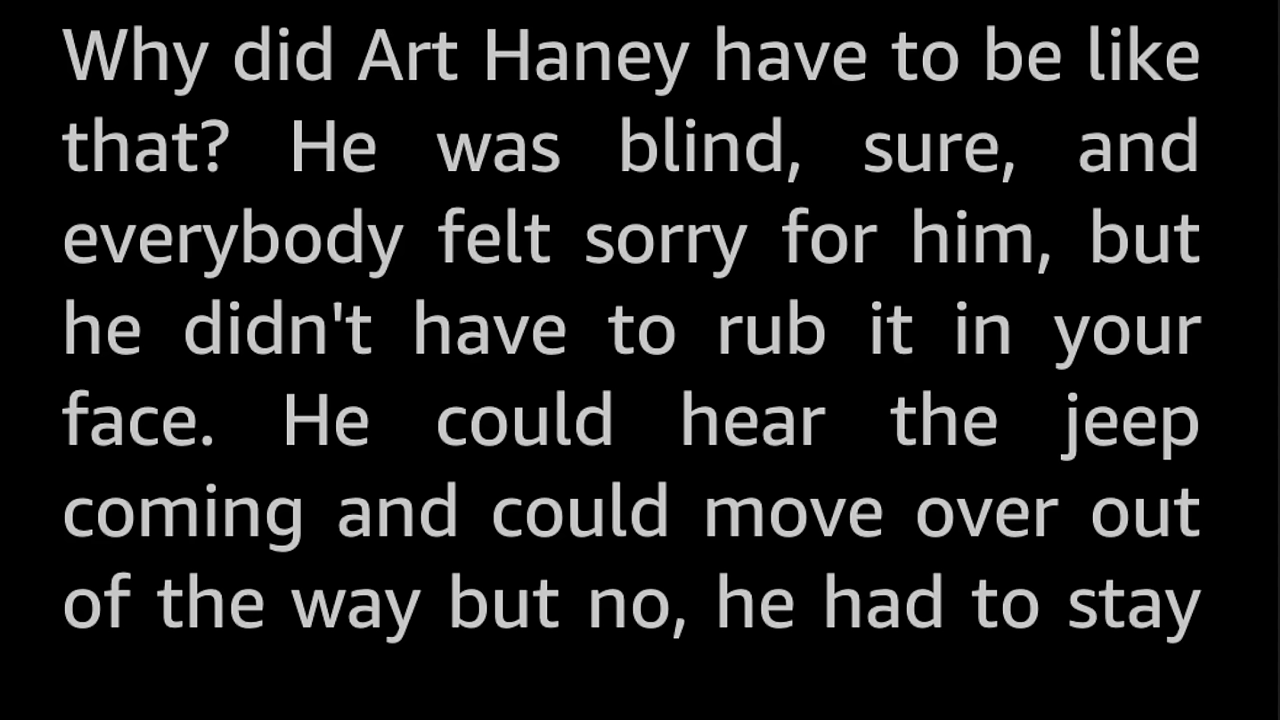 Why did Art Haney have to be like
that? He was blind, sure, and
everybody felt sorry for him, but
he didn't have to rub it in your
face. He could hear the jeep
coming and could move over out
of the way but no, he had to stay